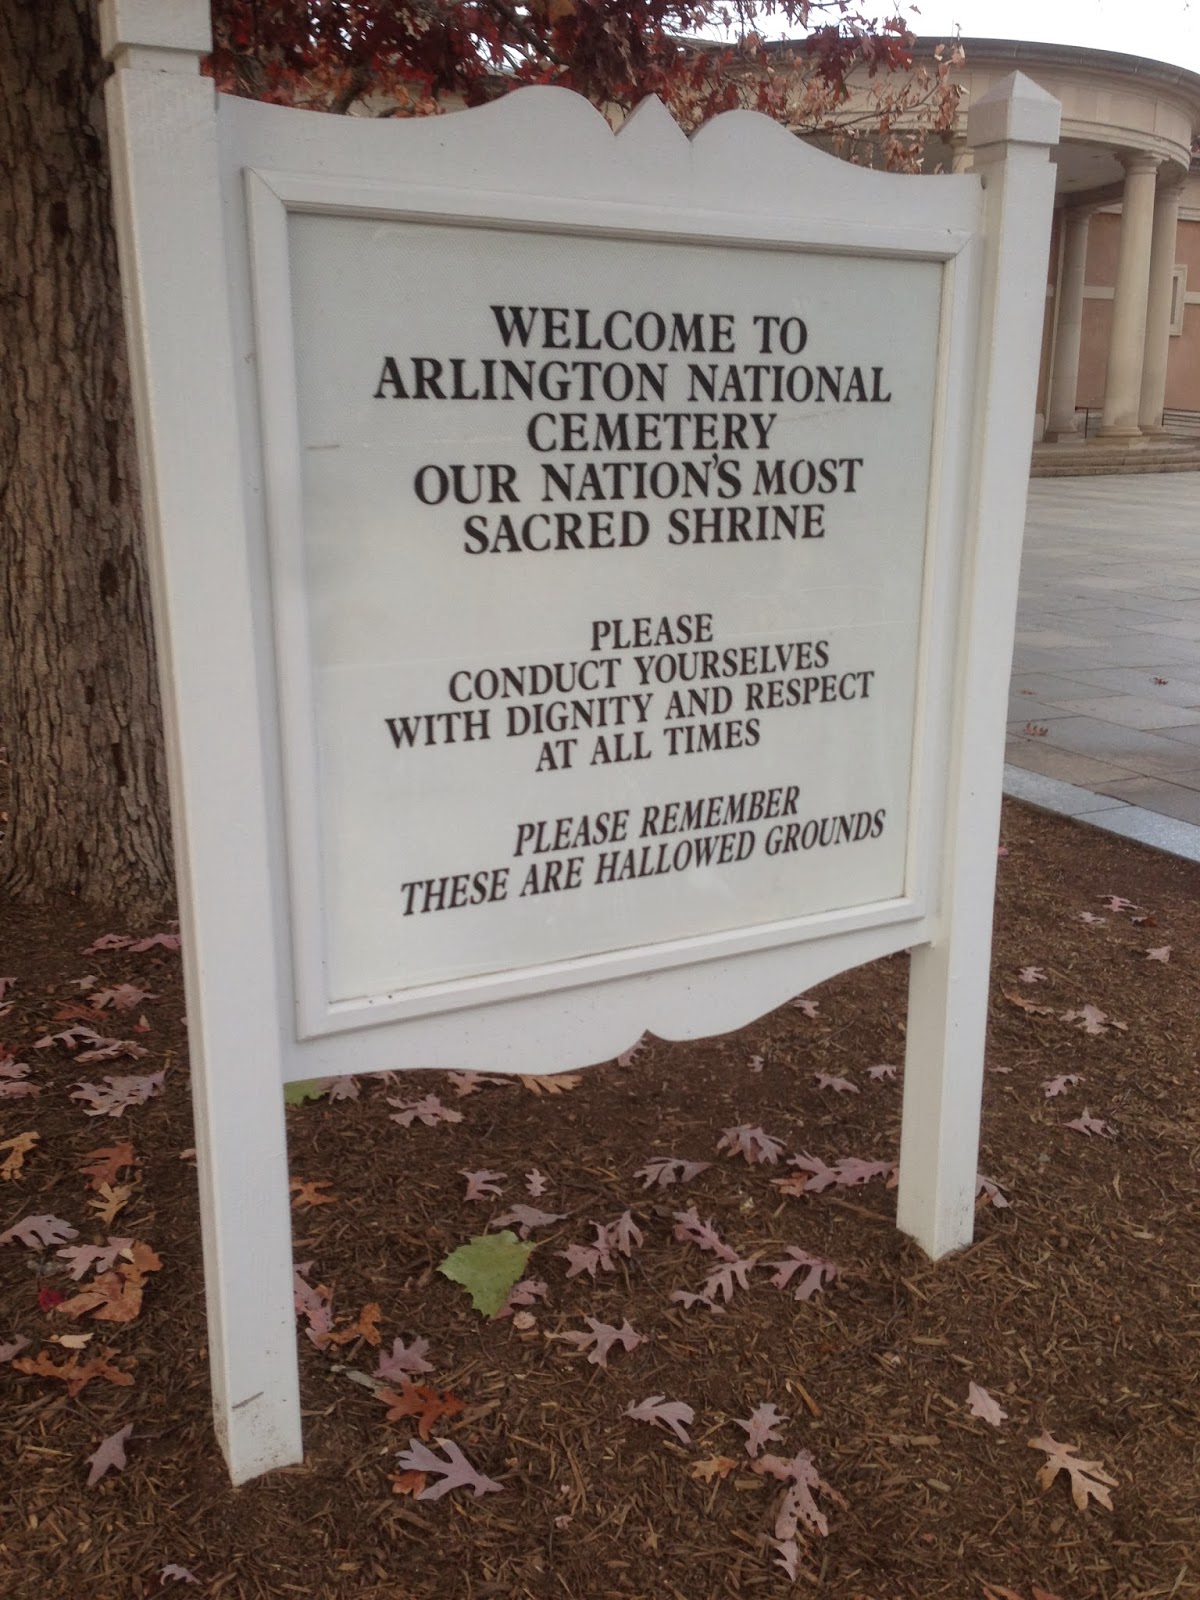 WELCOME TO
ARLINGTON NATIONAL
CEMETERY
OUR NATION'S MOST
SACRED SHRINE
PLEASE
CONDUCT YOURSELVES
WITH DIGNITY AND RESPECT
AT ALL TIMES
PLEASE REMEMBER
THESE ARE HALLOWED GROUNDS